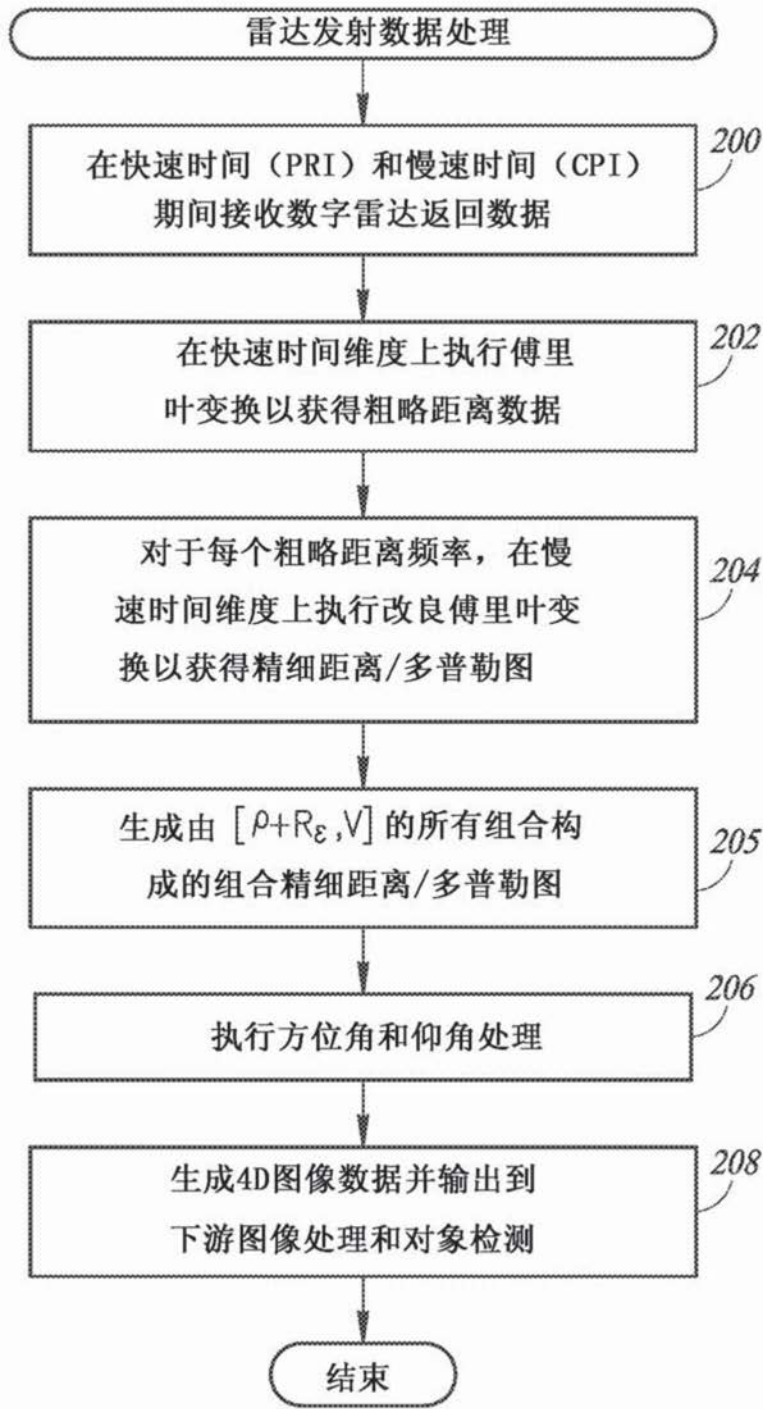 雷达发射数据处理
200
在快速时间（PRI）和慢速时间（CPI）
期间接收数字雷达返回数据
202
在快速时间维度上执行傅里
叶变换以获得粗略距离数据
204
对于每个粗略距离频率，在慢
速时间维度上执行改良傅里叶变
换以获得精细距离/多普勒图
205
生成由 [ρ+Rε,V] 的所有组合构
成的组合精细距离/多普勒图
206
执行方位角和仰角处理
208
生成4D图像数据并输出到
下游图像处理和对象检测
结束